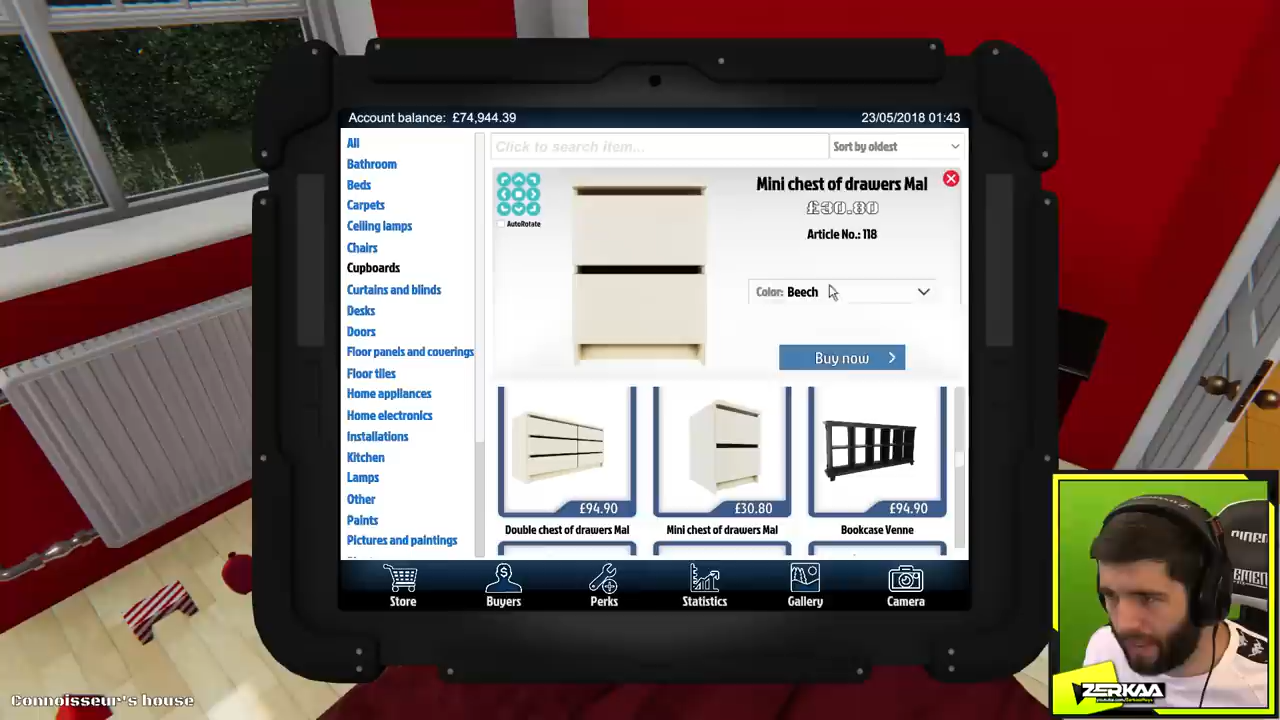 Account balance: £74,944.39
23/05/2018 01:43
All
Bathroom
Beds
Carpets
Ceiling lamps
Chairs
Cupboards
Curtains and blinds
Desks
Doors
Floor panels and coverings
Floor tiles
Home appliances
Home electronics
Installations
Kitchen
Lamps
Other
Paints
Pictures and paintings
Click to search item...
Sort by oldest
AutoRotate
Mini chest of drawers Mal
£30.80
Article No.: 118
Color: Beech
Buy now
£94.90
£30.80
£94.90
Double chest of drawers Mal
Mini chest of drawers Mal
Bookcase Venne
Store
Buyers
Perks
Statistics
Gallery
Camera
Connoisseur's house
ZERKAA